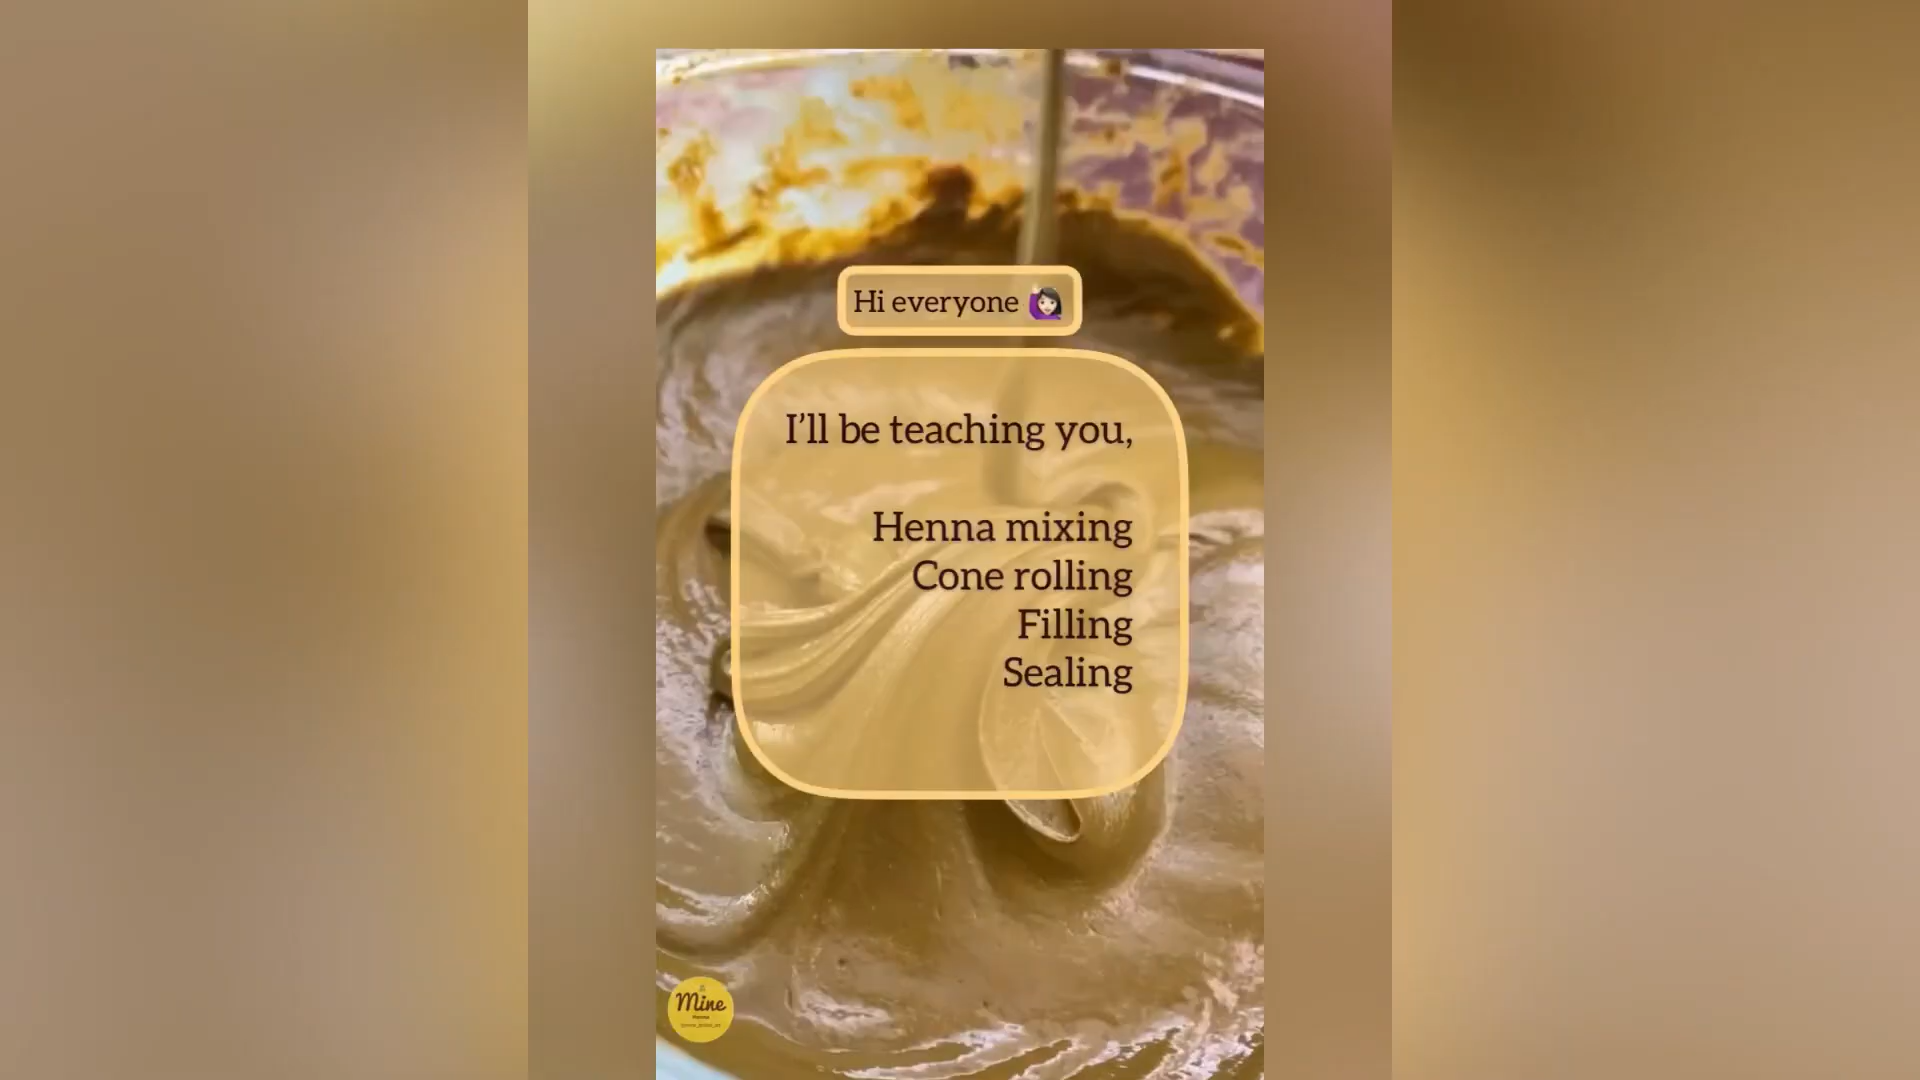 Hi everyone 🙋🏻‍♀️
I’ll be teaching you,
Henna mixing
Cone rolling
Filling
Sealing
Mine